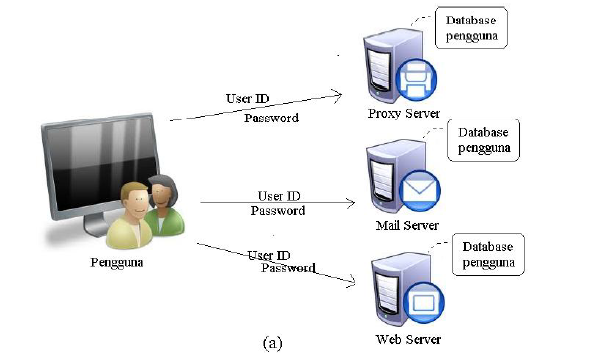 Database
pengguna
User ID
Password
Proxy Server
Database
pengguna
User ID
Password
Mail Server
Pengguna
User ID
Password
Database
pengguna
Web Server
(a)